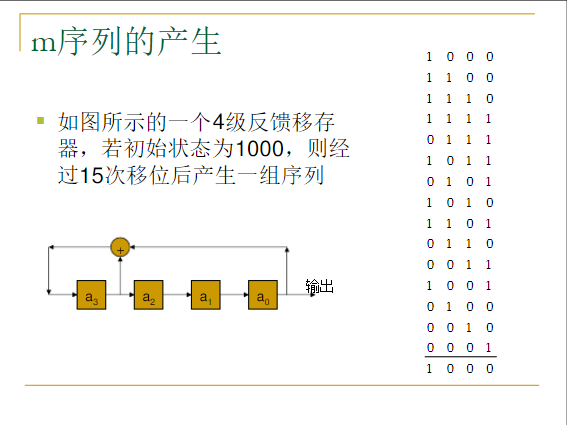 m序列的产生
如图所示的一个4级反馈移存
器，若初始状态为1000，则经
过15次移位后产生一组序列
+
a3 a2 a1 a0 输出
1 0 0 0
1 1 0 0
1 1 1 0
1 1 1 1
0 1 1 1
1 0 1 1
0 1 0 1
1 0 1 0
1 1 0 1
0 1 1 0
0 0 1 1
1 0 0 1
0 1 0 0
0 0 1 0
0 0 0 1
1 0 0 0